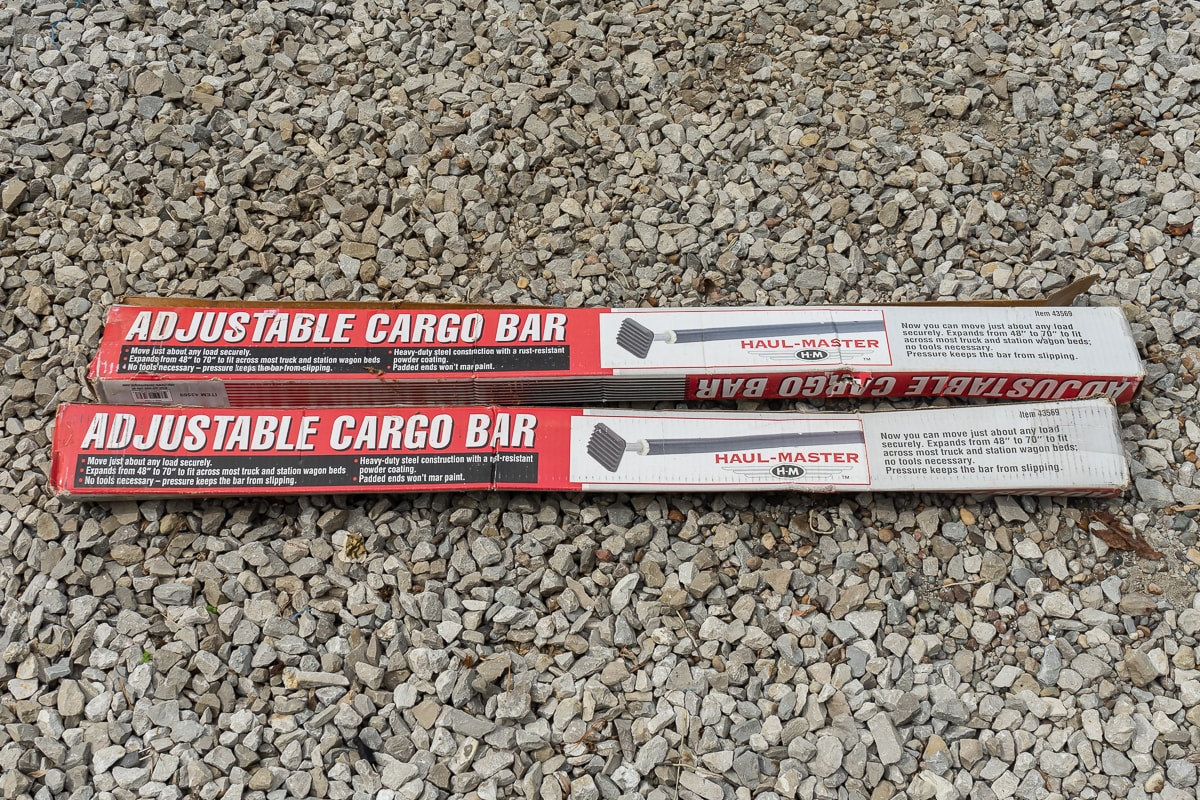 ADJUSTABLE CARGO BAR
• Move just about any load securely.
• Expands from 48" to 70" to fit across most truck and station wagon beds
• No tools necessary – pressure keeps the bar from slipping.
• Heavy-duty steel construction with a rust-resistant
powder coating.
• Padded ends won't mar paint.
HAUL-MASTER
H·M
Item 43569
Now you can move just about any load
securely. Expands from 48" to 70" to fit
across most truck and station wagon beds;
no tools necessary.
Pressure keeps the bar from slipping.
ITEM 43569
ADJUSTABLE CARGO BAR
ADJUSTABLE CARGO BAR
• Move just about any load securely.
• Expands from 48" to 70" to fit across most truck and station wagon beds
• No tools necessary – pressure keeps the bar from slipping.
• Heavy-duty steel construction with a rust-resistant
powder coating.
• Padded ends won't mar paint.
HAUL-MASTER
H·M
TM
Item 43569
Now you can move just about any load
securely. Expands from 48" to 70" to fit
across most truck and station wagon beds;
no tools necessary.
Pressure keeps the bar from slipping.